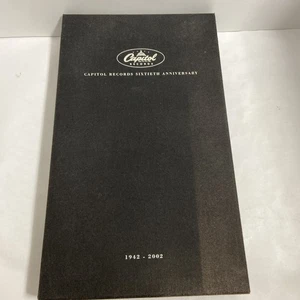 Capitol
RECORDS
CAPITOL RECORDS SIXTIETH ANNIVERSARY
1942 - 2002